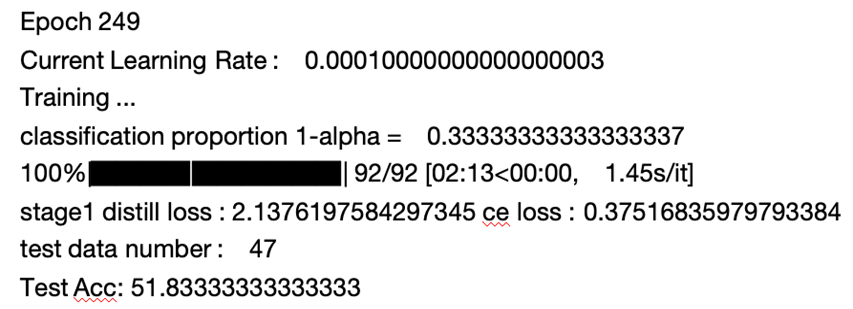 Epoch 249
Current Learning Rate : 0.00010000000000000003
Training ...
classification proportion 1-alpha = 0.33333333333333337
100%| | 92/92 [02:13<00:00, 1.45s/it]
stage1 distill loss : 2.1376197584297345 ce loss : 0.37516835979793384
test data number : 47
Test Acc: 51.83333333333333